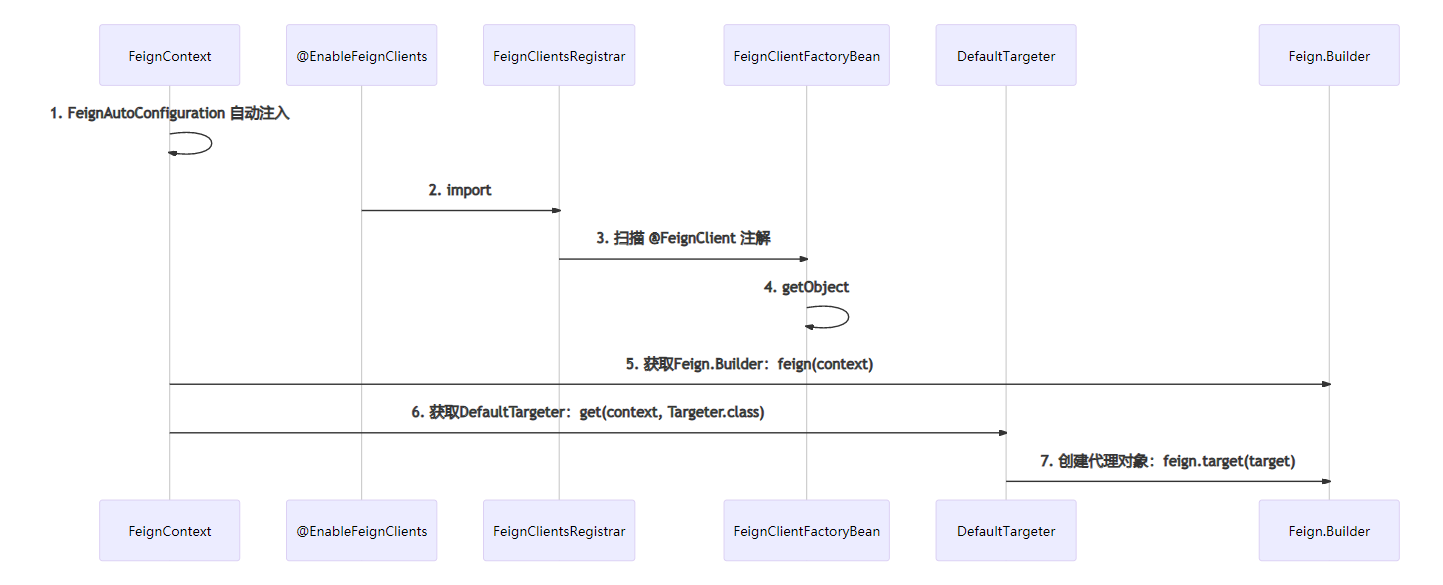 FeignContext
@EnableFeignClients
FeignClientsRegistrar
FeignClientFactoryBean
DefaultTargeter
Feign.Builder
1. FeignAutoConfiguration 自动注入
2. import
3. 扫描 @FeignClient 注解
4. getObject
5. 获取Feign.Builder：feign(context)
6. 获取DefaultTargeter：get(context, Targeter.class)
7. 创建代理对象：feign.target(target)
FeignContext
@EnableFeignClients
FeignClientsRegistrar
FeignClientFactoryBean
DefaultTargeter
Feign.Builder